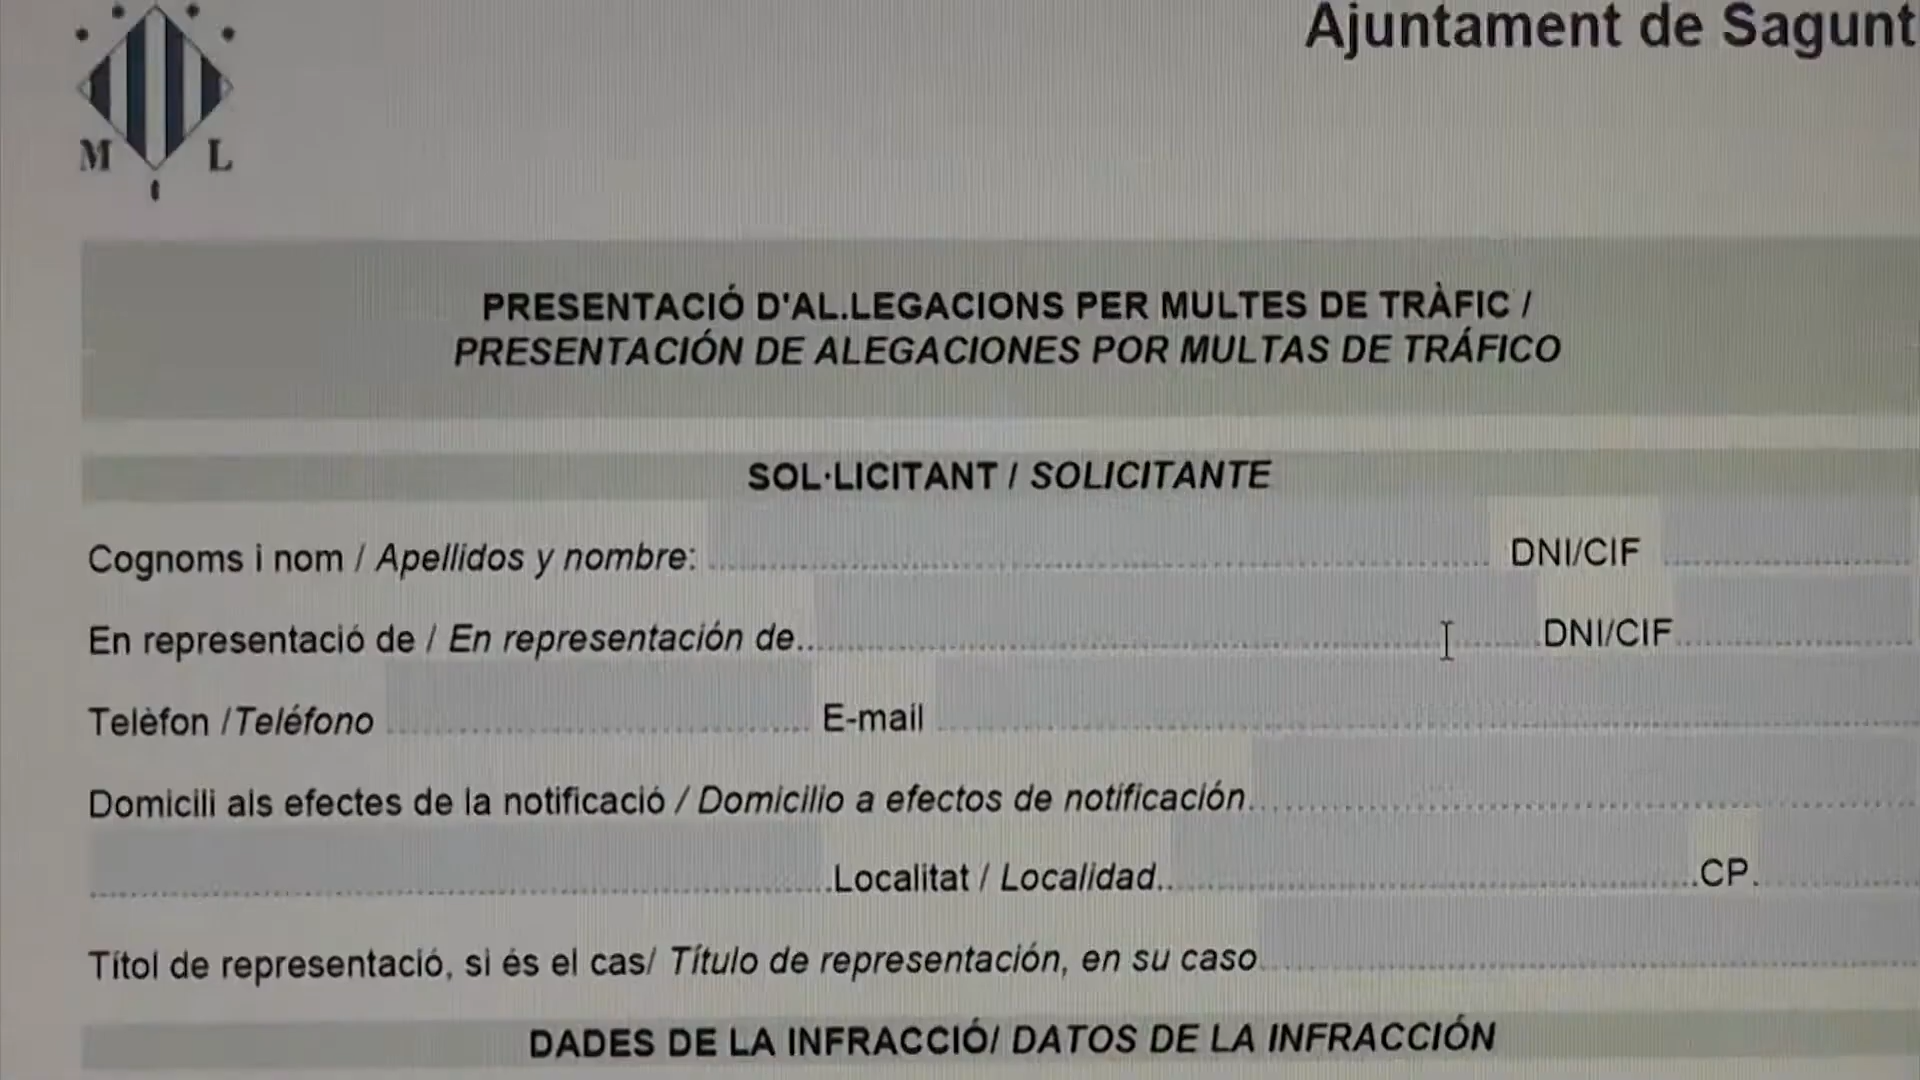 Ajuntament de Sagunt
M L
PRESENTACIÓ D'AL.LEGACIONS PER MULTES DE TRÀFIC /
PRESENTACIÓN DE ALEGACIONES POR MULTAS DE TRÁFICO
SOL·LICITANT / SOLICITANTE
Cognoms i nom / Apellidos y nombre: DNI/CIF
En representació de / En representación de DNI/CIF
Telèfon /Teléfono E-mail
Domicili als efectes de la notificació / Domicilio a efectos de notificación
Localitat / Localidad CP.
Títol de representació, si és el cas/ Título de representación, en su caso
DADES DE LA INFRACCIÓ/ DATOS DE LA INFRACCIÓN